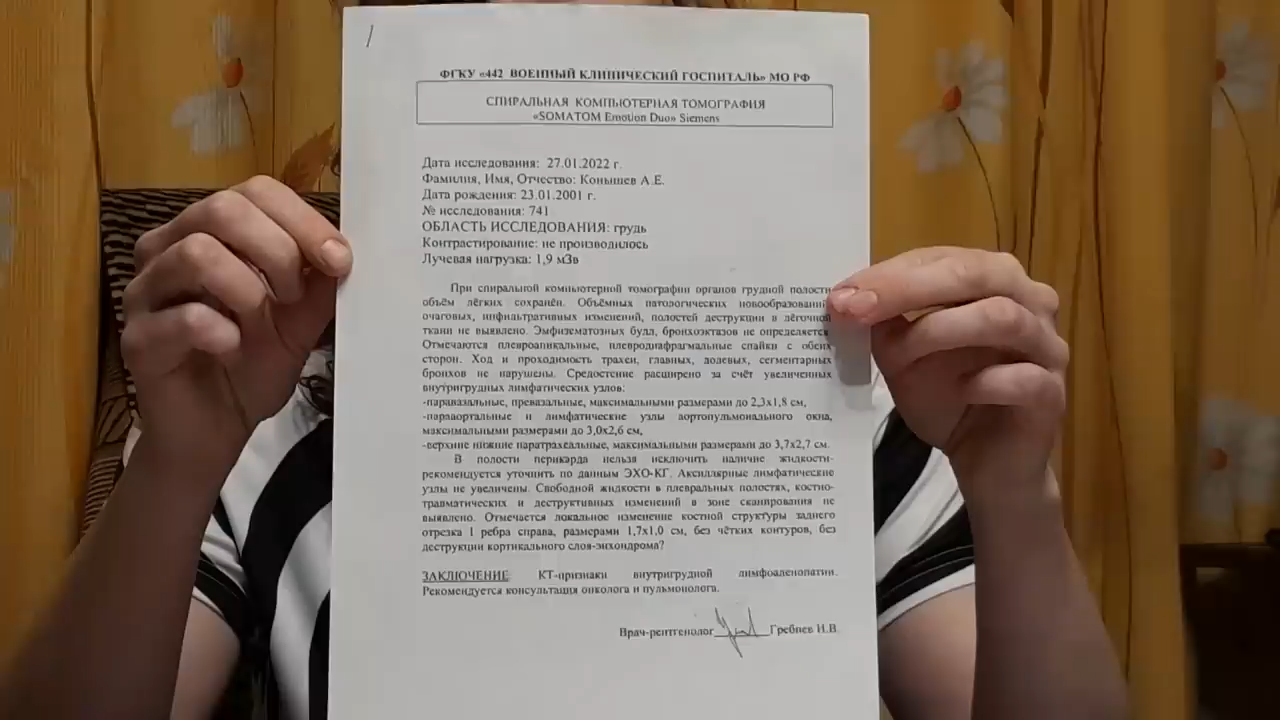 ФГКУ «442 ВОЕННЫЙ КЛИНИЧЕСКИЙ ГОСПИТАЛЬ» МО РФ
СПИРАЛЬНАЯ КОМПЬЮТЕРНАЯ ТОМОГРАФИЯ
«SOMATOM Emotion Duo» Siemens
Дата исследования: 27.01.2022 г.
Фамилия, Имя, Отчество: Конышев А.Е.
Дата рождения: 23.01.2001 г.
№ исследования: 741
ОБЛАСТЬ ИССЛЕДОВАНИЯ: грудь
Контрастирование: не производилось
Лучевая нагрузка: 1,9 мЗв
При спиральной компьютерной томографии органов грудной полости
объём лёгких сохранён. Объёмных патологических новообразований,
очаговых, инфильтративных изменений, полостей деструкции в лёгочной
ткани не выявлено. Эмфизематозных булл, бронхоэктазов не определяется.
Отмечаются плевроапикальные, плевродиафрагмальные спайки с обеих
сторон. Ход и проходимость трахеи, главных, долевых, сегментарных
бронхов не нарушены. Средостение расширено за счёт увеличенных
внутригрудных лимфатических узлов:
-паравазальные, превазальные, максимальными размерами до 2,3х1,8 см,
-парааортальные и лимфатические узлы аортопульмонального окна,
максимальными размерами до 3,0х2,6 см,
-верхние нижние паратрахеальные, максимальными размерами до 3,7х2,7 см.
В полости перикарда нельзя исключить наличие жидкости-
рекомендуется уточнить по данным ЭХО-КГ. Аксиллярные лимфатические
узлы не увеличены. Свободной жидкости в плевральных полостях, костно-
травматических и деструктивных изменений в зоне сканирования не
выявлено. Отмечается локальное изменение костной структуры заднего
отрезка 1 ребра справа, размерами 1,7х1,0 см, без чётких контуров, без
деструкции кортикального слоя-энхондрома?
ЗАКЛЮЧЕНИЕ: КТ-признаки внутригрудной лимфоаденопатии.
Рекомендуется консультация онколога и пульмонолога.
Врач-рентгенолог Гребнев И.В.